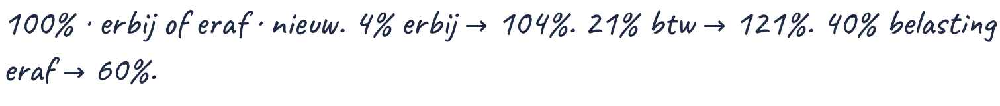 100% · erbij of eraf · nieuw. 4% erbij → 104%. 21% btw → 121%. 40% belasting
eraf → 60%.